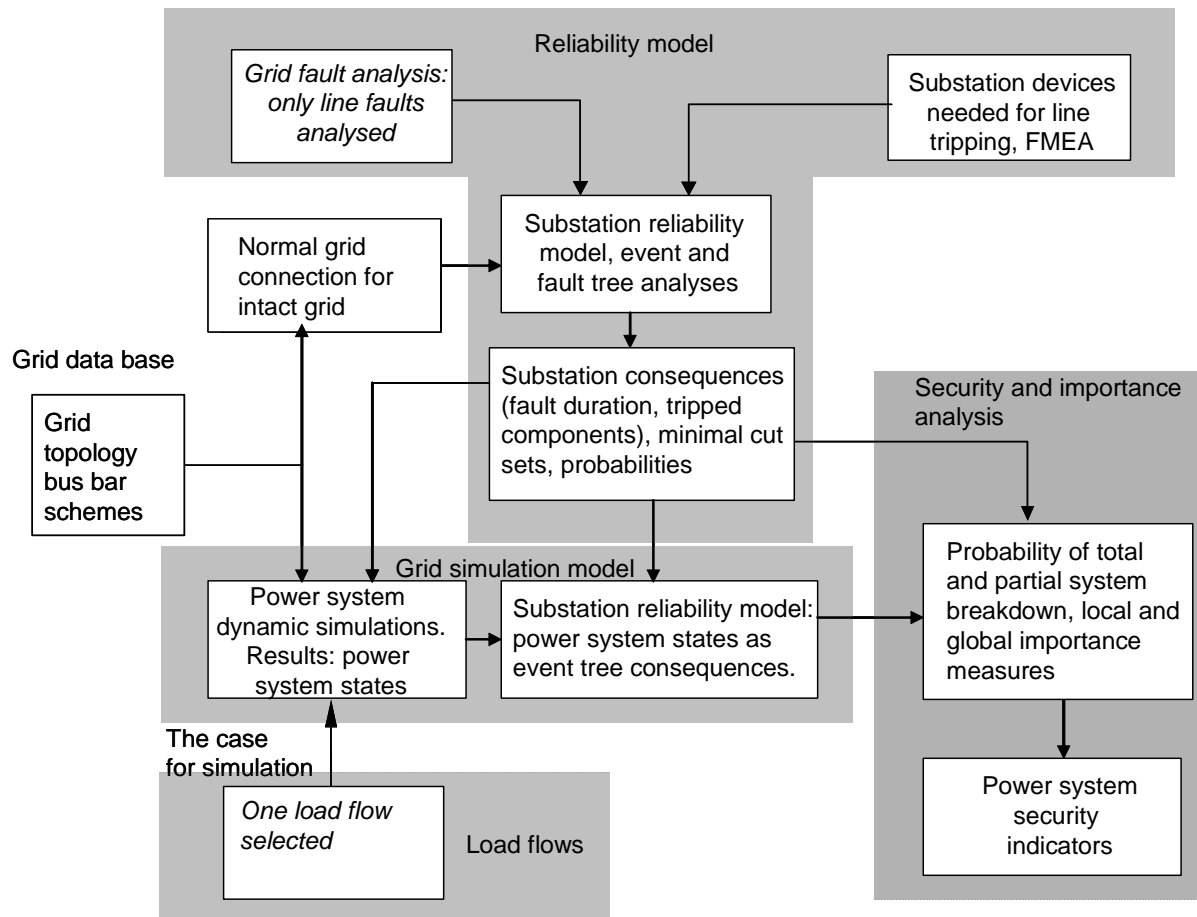 Reliability model
Grid fault analysis:
only line faults
analysed
Substation devices
needed for line
tripping, FMEA
Substation reliability
model, event and
fault tree analyses
Normal grid
connection for
intact grid
Grid data base
Grid
topology
bus bar
schemes
Substation consequences
(fault duration, tripped
components), minimal cut
sets, probabilities
Security and importance
analysis
Grid simulation model
Power system
dynamic simulations.
Results: power
system states
Substation reliability model:
power system states as
event tree consequences.
Probability of total
and partial system
breakdown, local and
global importance
measures
The case
for simulation
One load flow
selected
Load flows
Power system
security
indicators